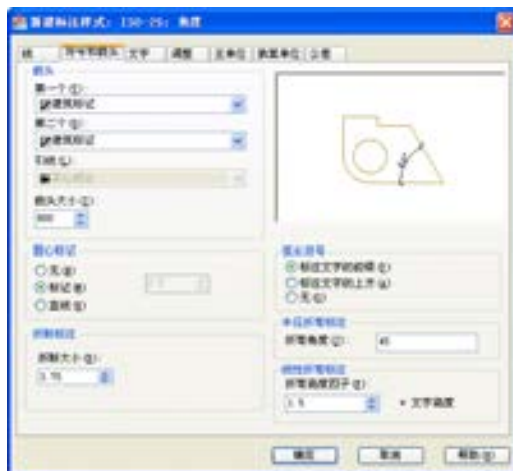 新建标注样式: ISO-25: 角度
线 符号和箭头 文字 调整 主单位 换算单位 公差
箭头
第一个(T):
建筑标记
第二个(D):
建筑标记
引线(L):
箭头大小(I):
圆心标记
无(N)
标记(M)
直线(E)
折断标注
折断大小(B):
3.75
弧长符号
标注文字的前缀(P)
标注文字的上方(A)
无(O)
半径折弯标注
折弯角度(J): 45
线性折弯标注
折弯高度因子(F):
1.5 * 文字高度
确定 取消 帮助(H)